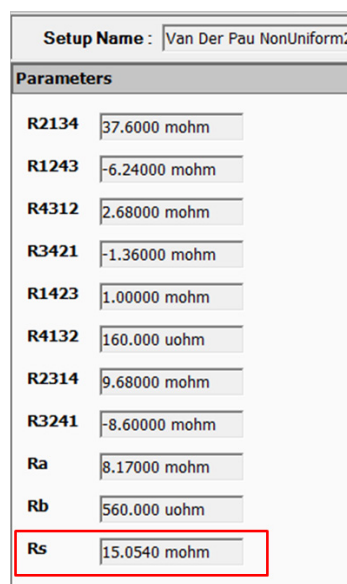 Setup Name : Van Der Pau NonUniform2
Parameters
R2134 37.6000 mohm
R1243 -6.24000 mohm
R4312 2.68000 mohm
R3421 -1.36000 mohm
R1423 1.00000 mohm
R4132 160.000 uohm
R2314 9.68000 mohm
R3241 -8.60000 mohm
Ra 8.17000 mohm
Rb 560.000 uohm
Rs 15.0540 mohm